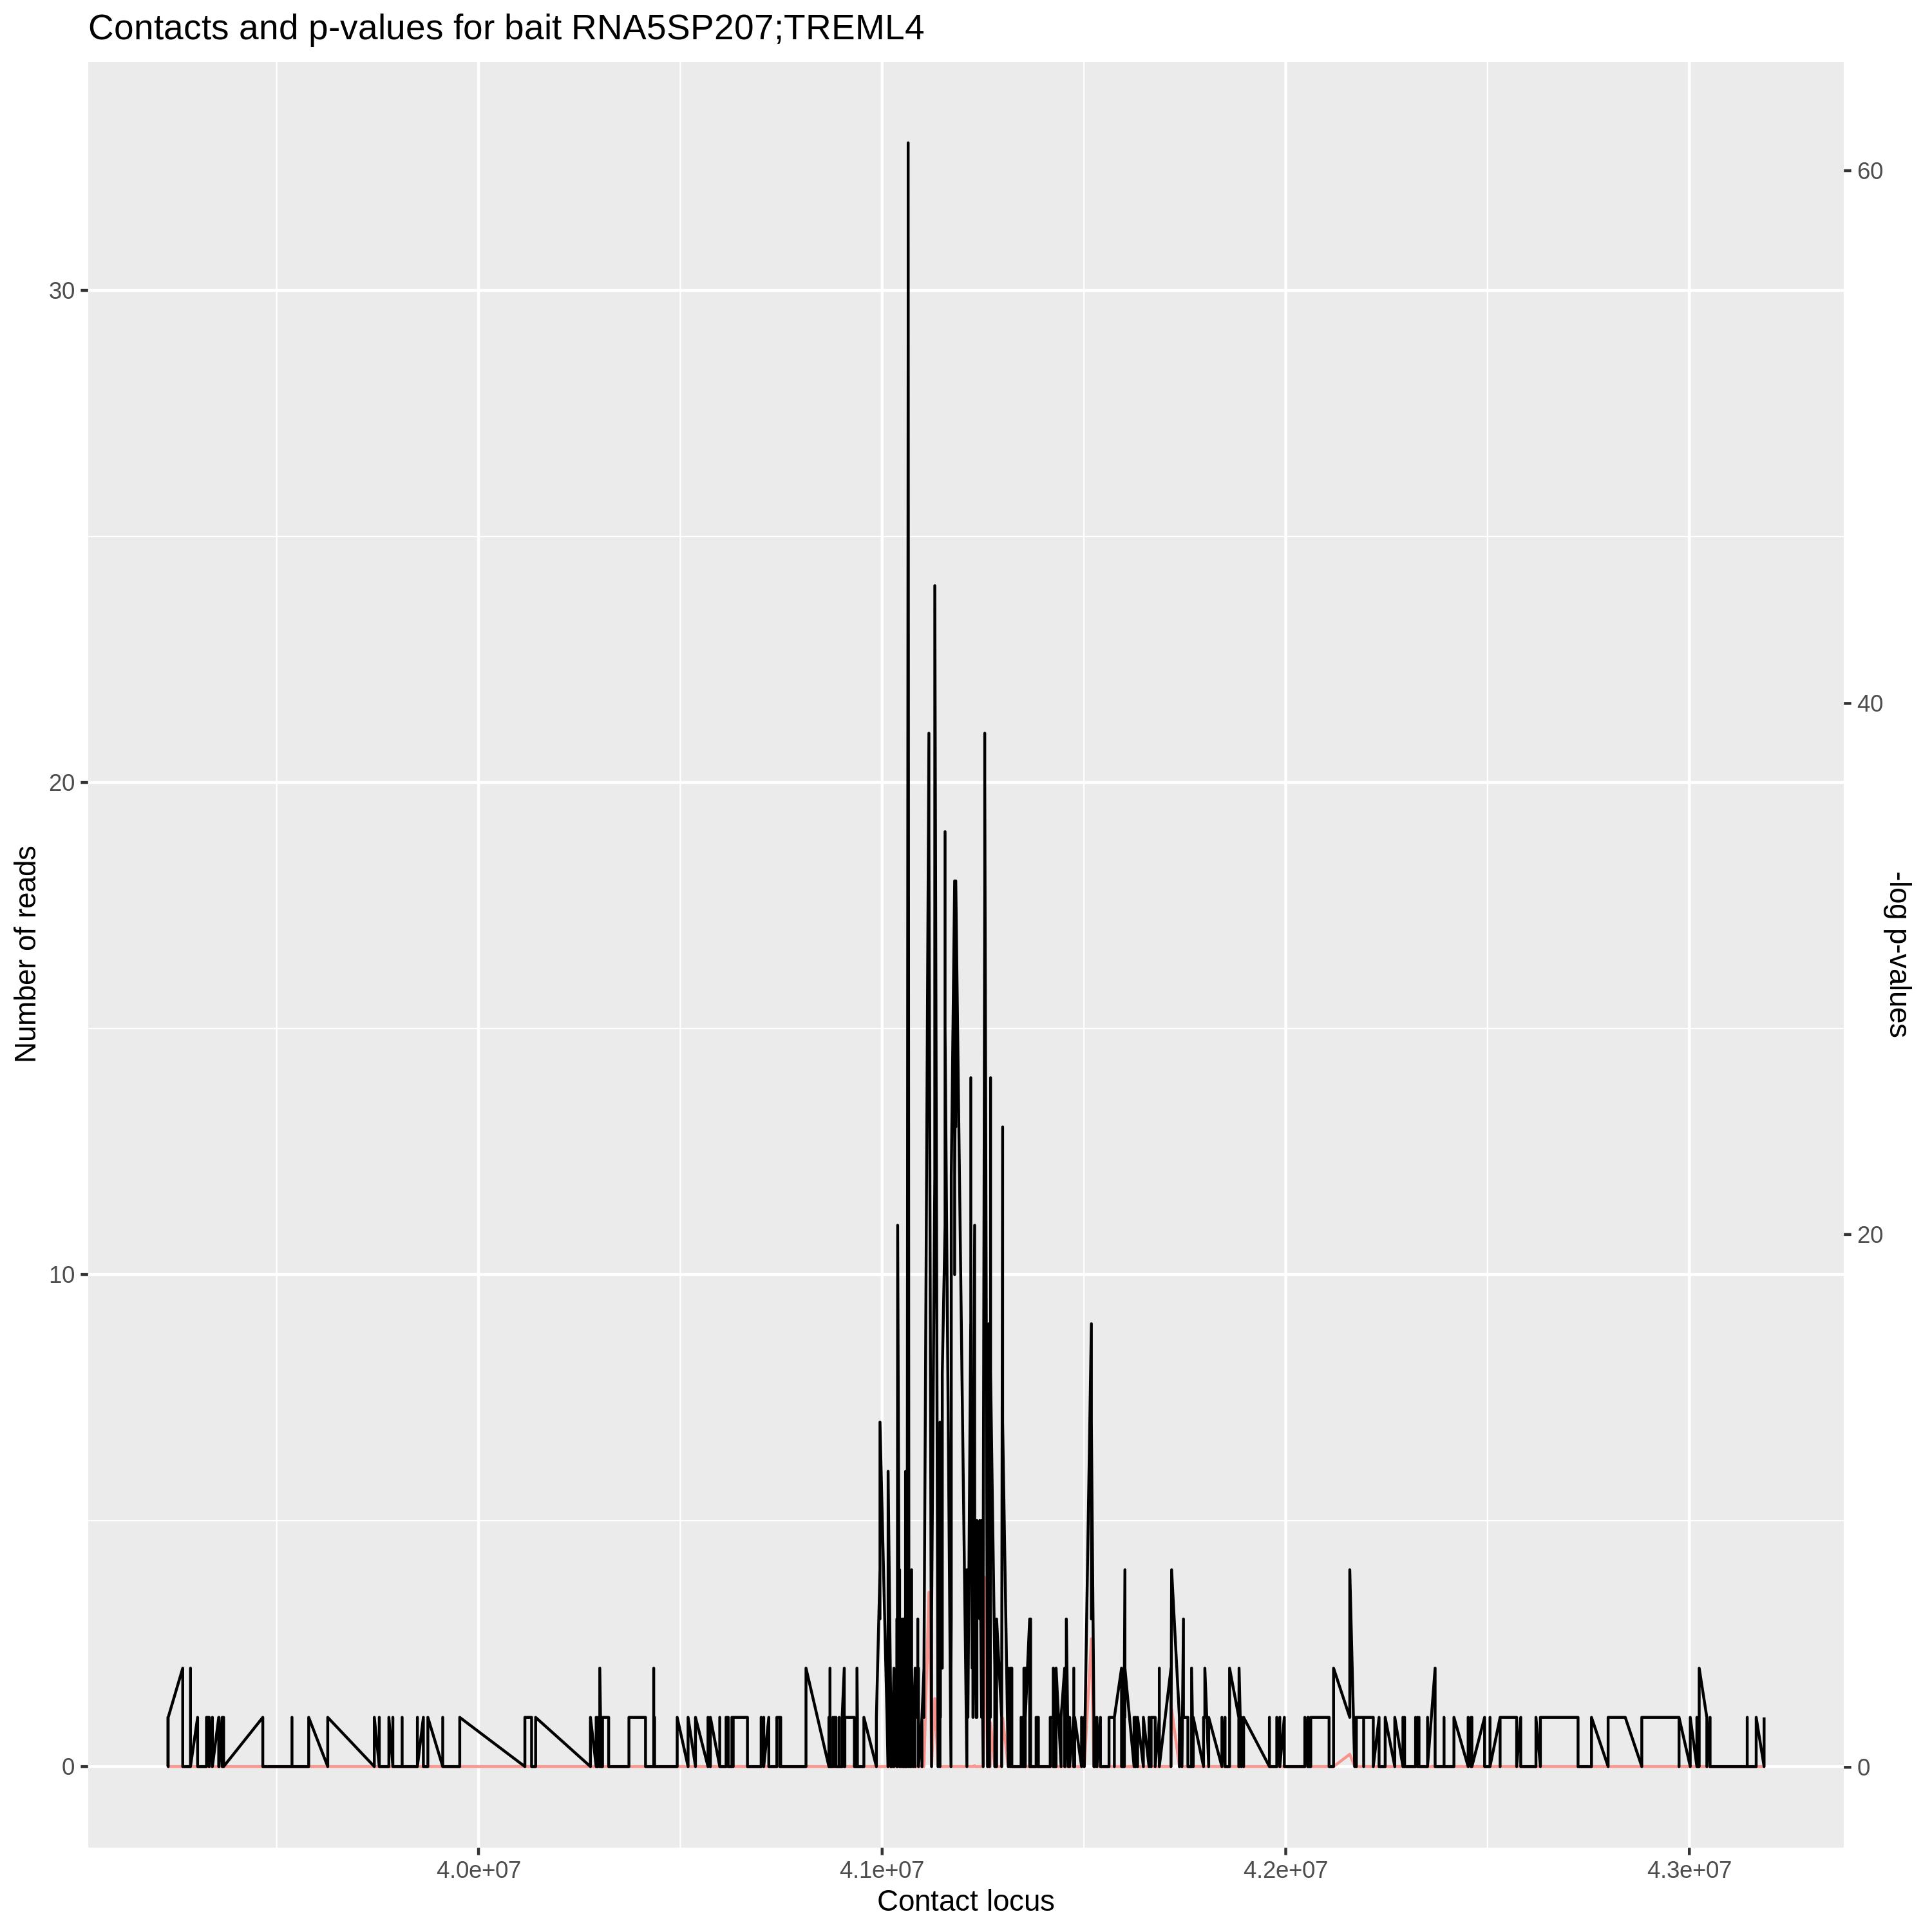 Contacts and p-values for bait RNA5SP207;TREML4
Number of reads
30
20
10
0
60
40
20
0
-log p-values
4.0e+07
4.1e+07
4.2e+07
4.3e+07
Contact locus